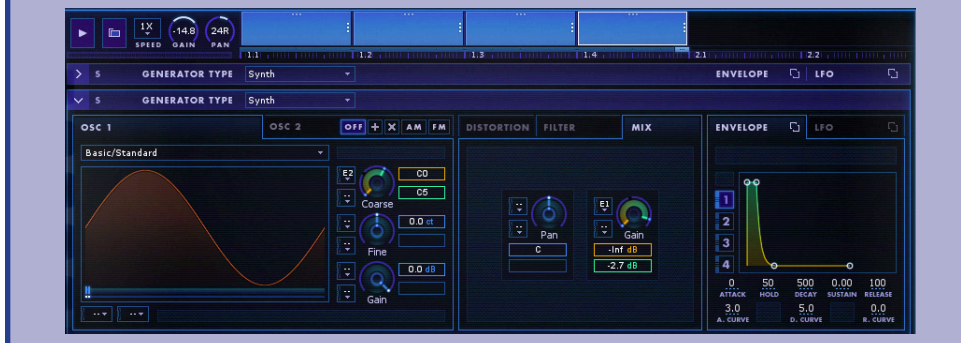 1X -14.8 24R
SPEED GAIN PAN
1.1 1.2 1.3 1.4 2.1 2.2
S GENERATOR TYPE Synth ENVELOPE LFO
S GENERATOR TYPE Synth
OSC 1 OSC 2 OFF + X AM FM DISTORTION FILTER MIX ENVELOPE LFO
Basic/Standard
E2 C0
C5
Coarse
0.0 ct
Fine
0.0 dB
Gain
E1
Pan Gain
C -Inf dB
-2.7 dB
1
2
3
4
0 50 500 0.00 100
ATTACK HOLD DECAY SUSTAIN RELEASE
3.0 5.0 0.0
A. CURVE D. CURVE R. CURVE